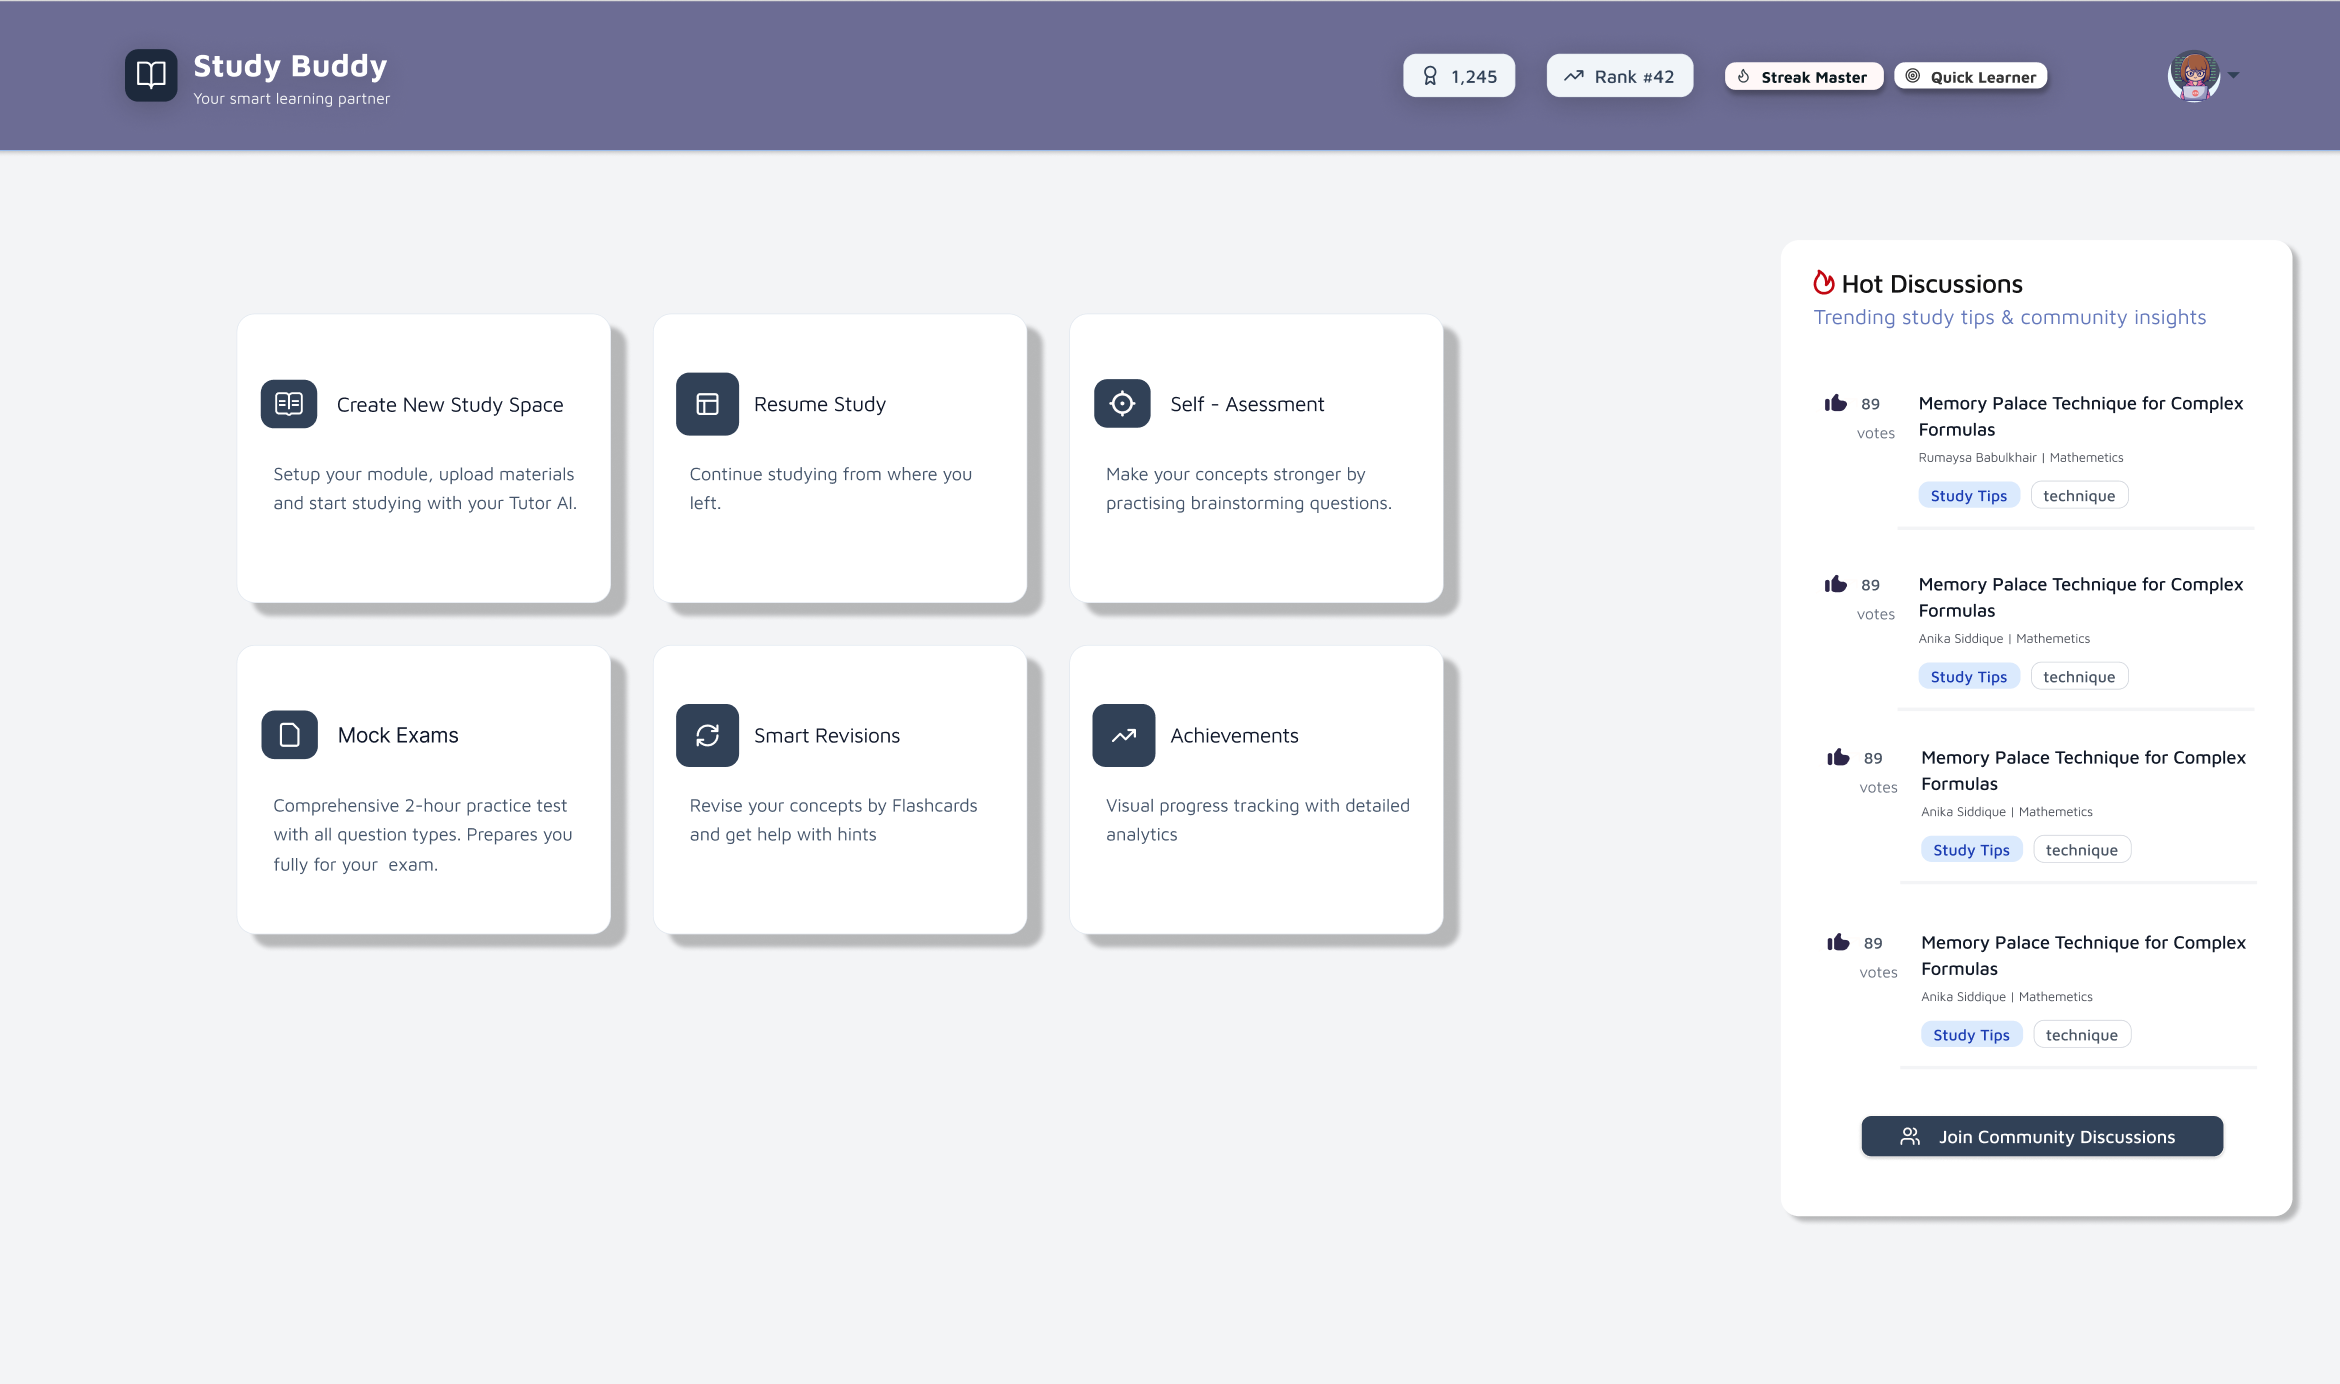 Study Buddy
Your smart learning partner
1,245
Rank #42
Streak Master
Quick Learner
Create New Study Space
Setup your module, upload materials
and start studying with your Tutor AI.
Resume Study
Continue studying from where you
left.
Self - Asessment
Make your concepts stronger by
practising brainstorming questions.
Mock Exams
Comprehensive 2-hour practice test
with all question types. Prepares you
fully for your  exam.
Smart Revisions
Revise your concepts by Flashcards
and get help with hints
Achievements
Visual progress tracking with detailed
analytics
Hot Discussions
Trending study tips & community insights
89
votes
Memory Palace Technique for Complex
Formulas
Rumaysa Babulkhair | Mathemetics
Study Tips
technique
89
votes
Memory Palace Technique for Complex
Formulas
Anika Siddique | Mathemetics
Study Tips
technique
89
votes
Memory Palace Technique for Complex
Formulas
Anika Siddique | Mathemetics
Study Tips
technique
89
votes
Memory Palace Technique for Complex
Formulas
Anika Siddique | Mathemetics
Study Tips
technique
Join Community Discussions